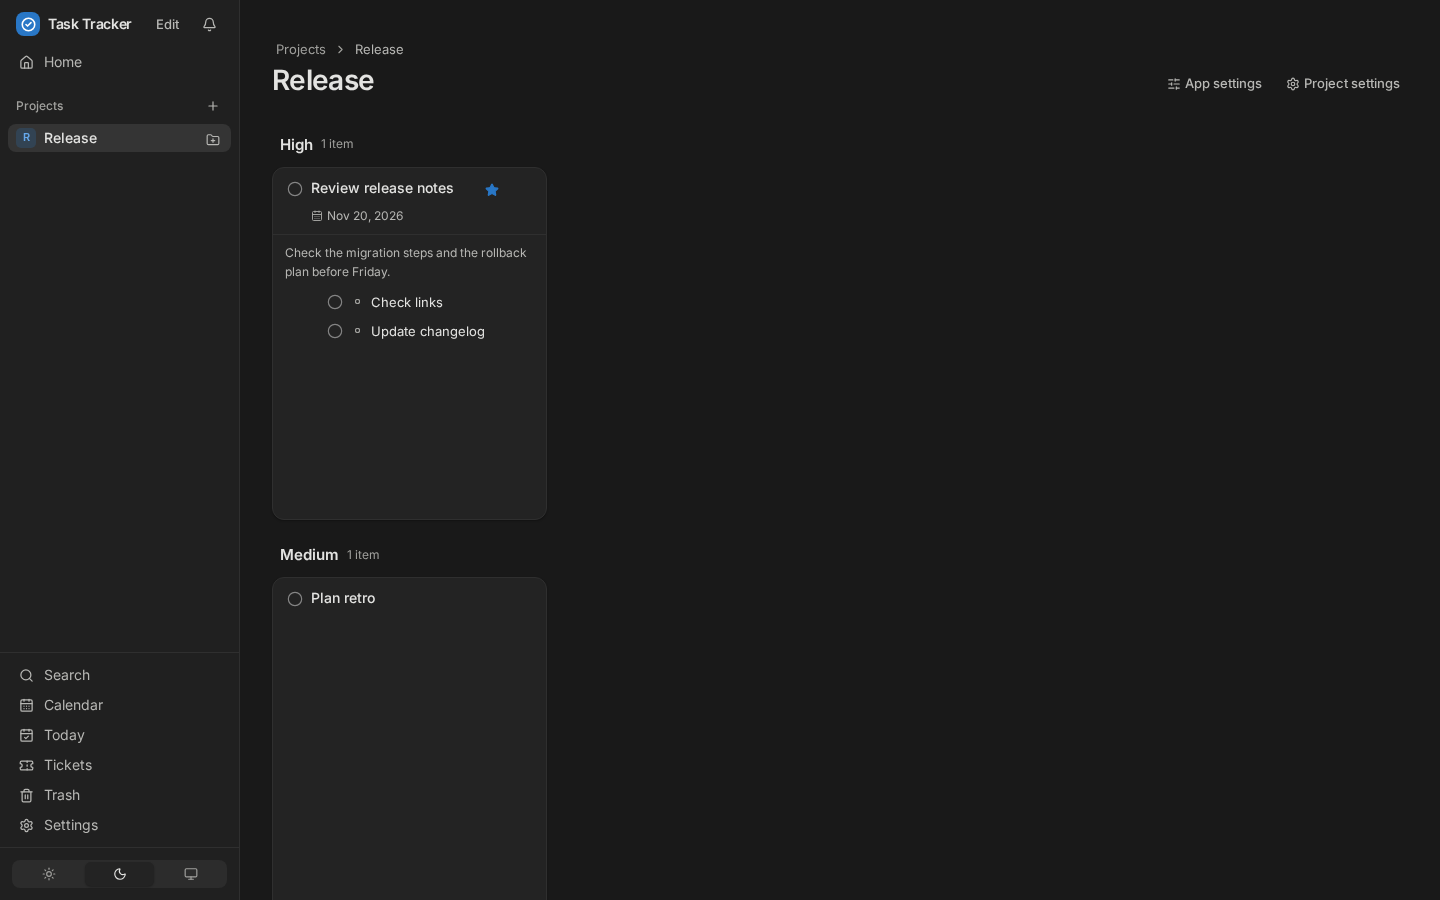 Task Tracker
Edit
Home
Projects
R
Release
Search
Calendar
Today
Tickets
Trash
Settings
Projects
Release
Release
App settings
Project settings
High
1 item
Review release notes
Nov 20, 2026
Check the migration steps and the rollback
plan before Friday.
Check links
Update changelog
Medium
1 item
Plan retro